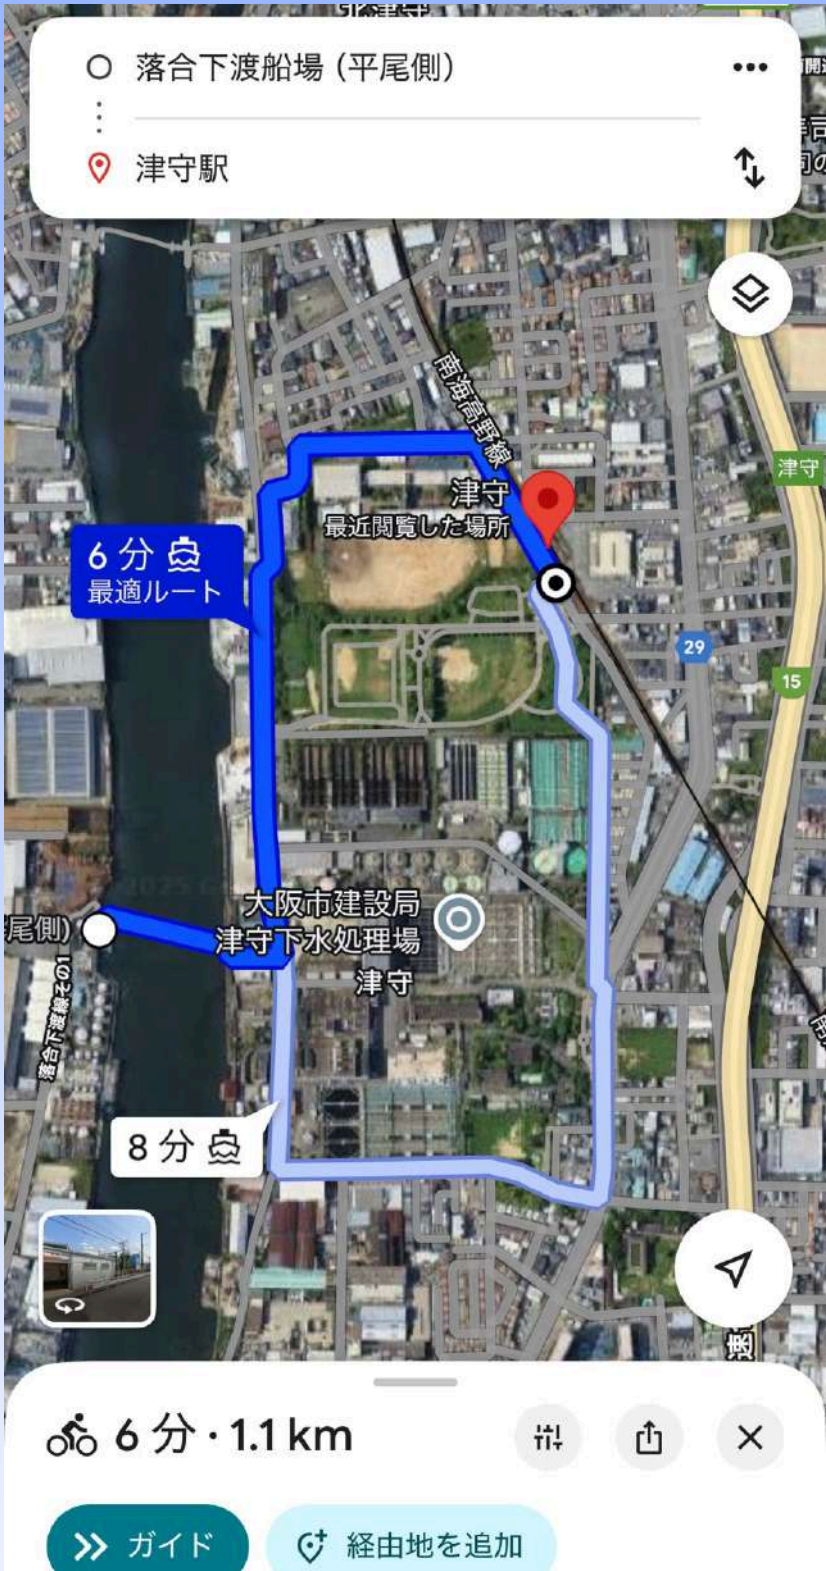 北津守
落合下渡船場 (平尾側)
津守駅
南海高野線
津守
津守
最近閲覧した場所
6 分
最適ルート
29
15
大阪市建設局
津守下水処理場
尾側)
津守
落合下渡線その1
8 分
6 分 · 1.1 km
ガイド
経由地を追加